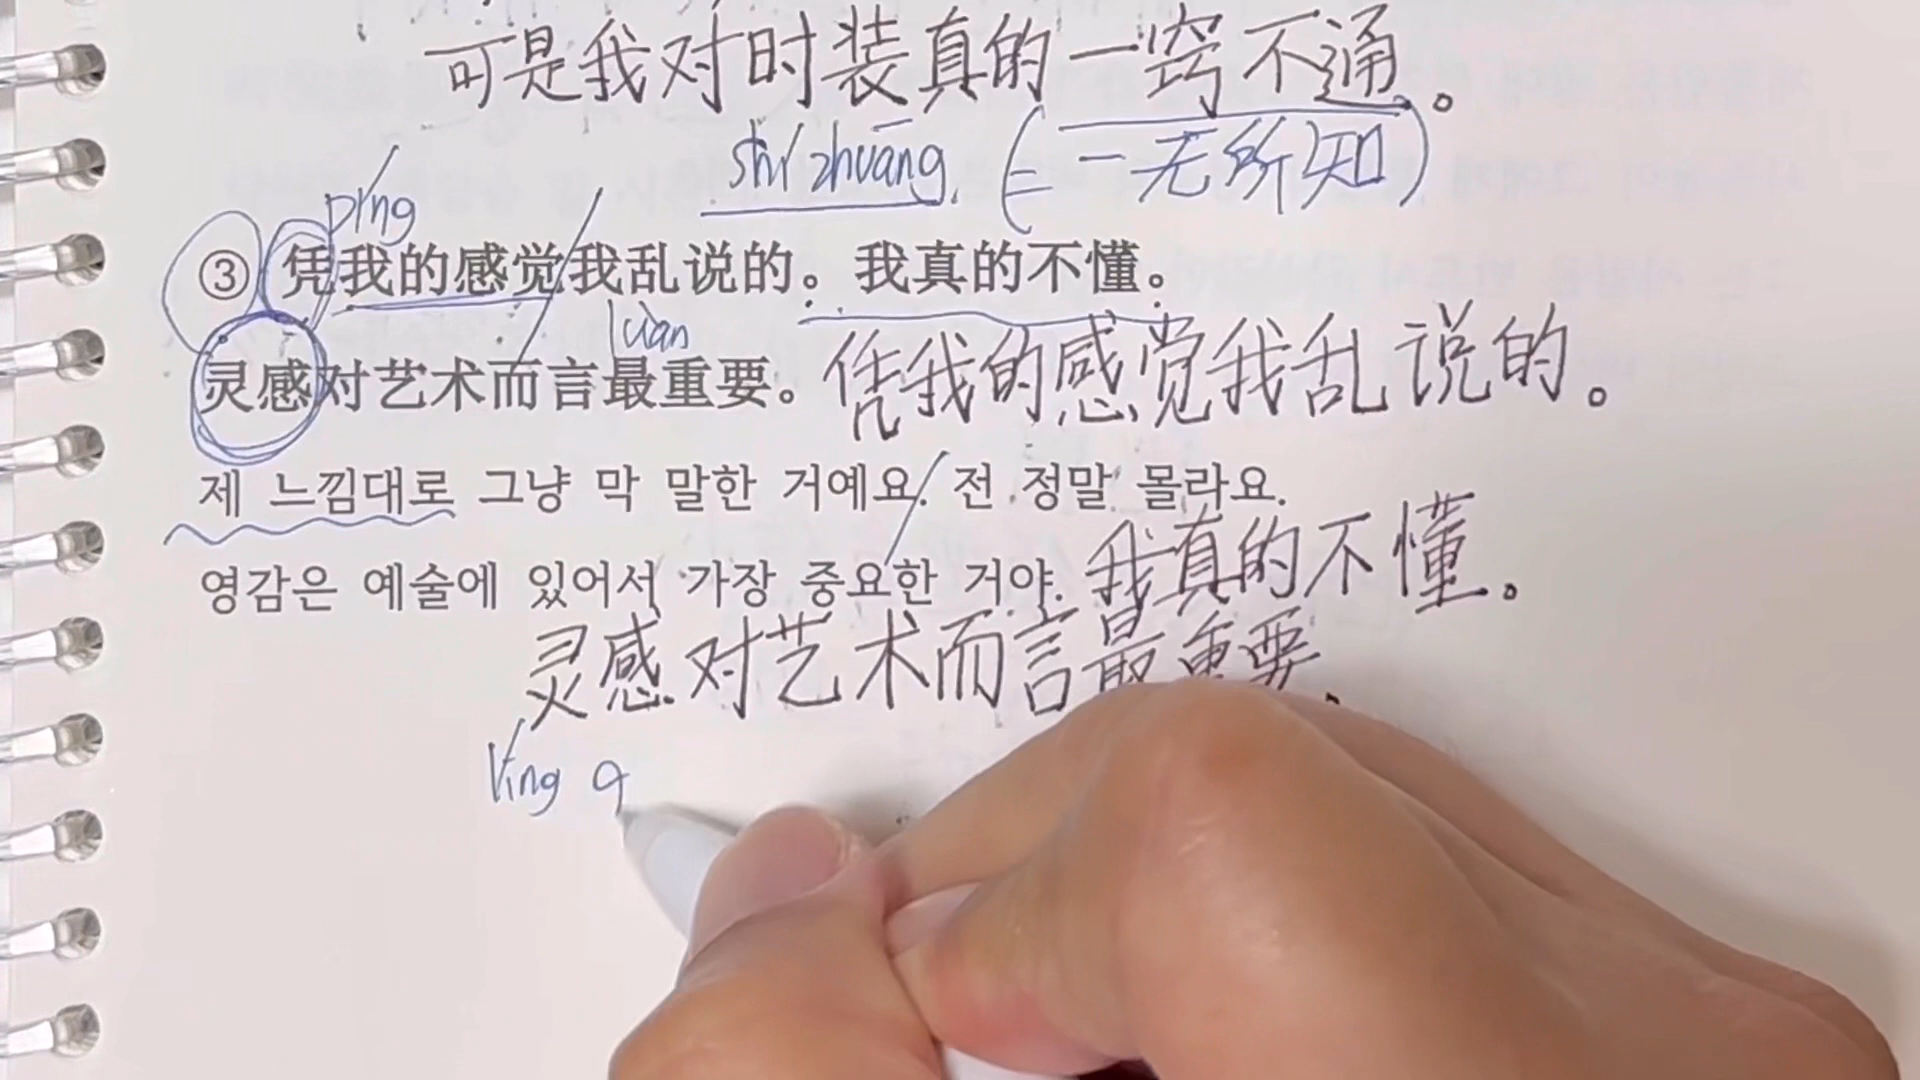 可是我对时装真的一窍不通。
shí zhuāng (= 一无所知)
píng
③ 凭我的感觉我乱说的。我真的不懂。
luàn
灵感对艺术而言最重要。 凭我的感觉我乱说的。
제 느낌대로 그냥 막 말한 거예요. 전 정말 몰라요.
영감은 예술에 있어서 가장 중요한 거야. 我真的不懂。
灵感对艺术而言最重要.
líng g